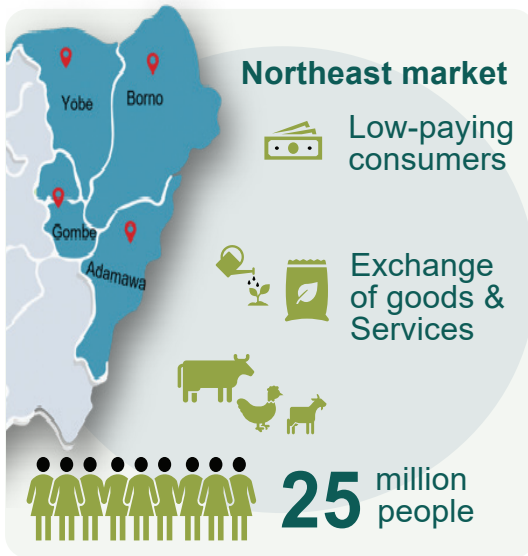 Northeast market
Yobe
Borno
Low-paying
consumers
Gombe
Adamawa
Exchange
of goods &
Services
25 million
people